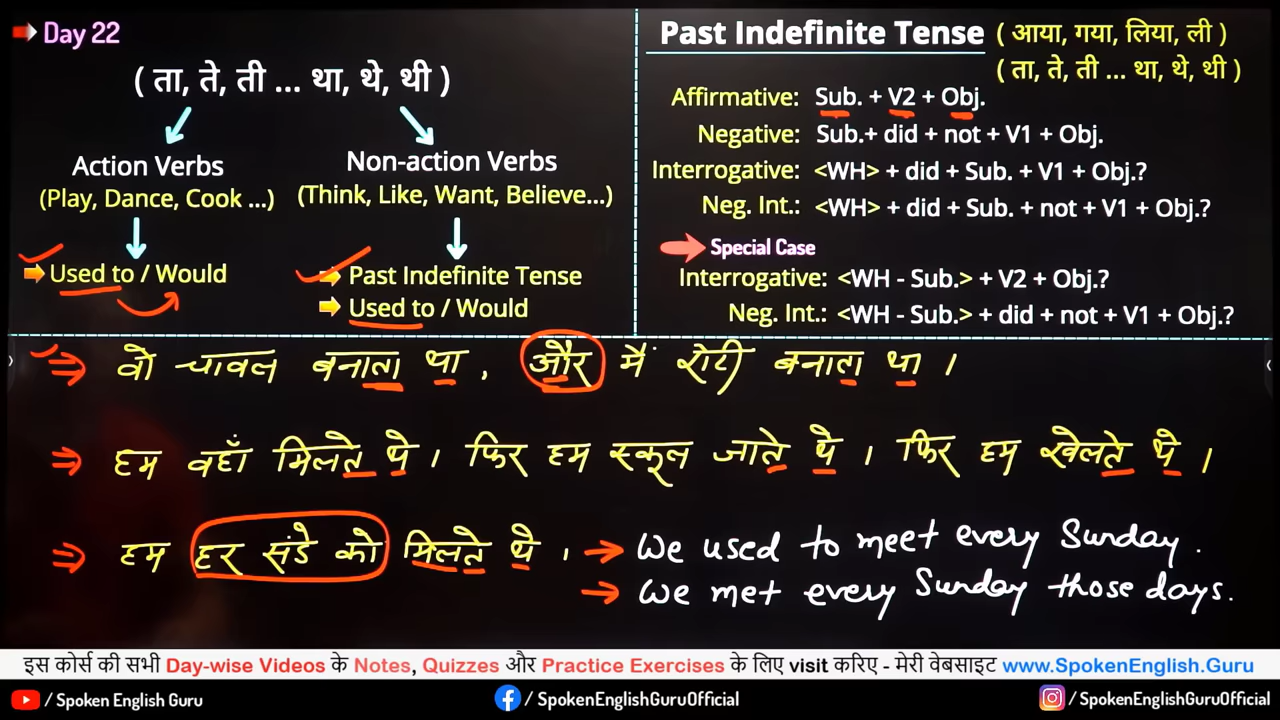 Day 22
( ता, ते, ती ... था, थे, थी )
Action Verbs
(Play, Dance, Cook ...)
Used to / Would
Non-action Verbs
(Think, Like, Want, Believe...)
Past Indefinite Tense
Used to / Would
Past Indefinite Tense ( आया, गया, लिया, ली )
( ता, ते, ती ... था, थे, थी )
Affirmative: Sub. + V2 + Obj.
Negative: Sub.+ did + not + V1 + Obj.
Interrogative: <WH> + did + Sub. + V1 + Obj.?
Neg. Int.: <WH> + did + Sub. + not + V1 + Obj.?
Special Case
Interrogative: <WH - Sub.> + V2 + Obj.?
Neg. Int.: <WH - Sub.> + did + not + V1 + Obj.?
वो चावल बनाता था, और मैं रोटी बनाता था।
हम वहाँ मिलते थे। फिर हम स्कूल जाते थे। फिर हम खेलते थे।
हम हर संडे को मिलते थे। → We used to meet every Sunday.
→ We met every Sunday those days.
इस कोर्स की सभी Day-wise Videos के Notes, Quizzes और Practice Exercises के लिए visit करिए - मेरी वेबसाइट www.SpokenEnglish.Guru
/ Spoken English Guru
/ SpokenEnglishGuruOfficial
/ SpokenEnglishGuruOfficial